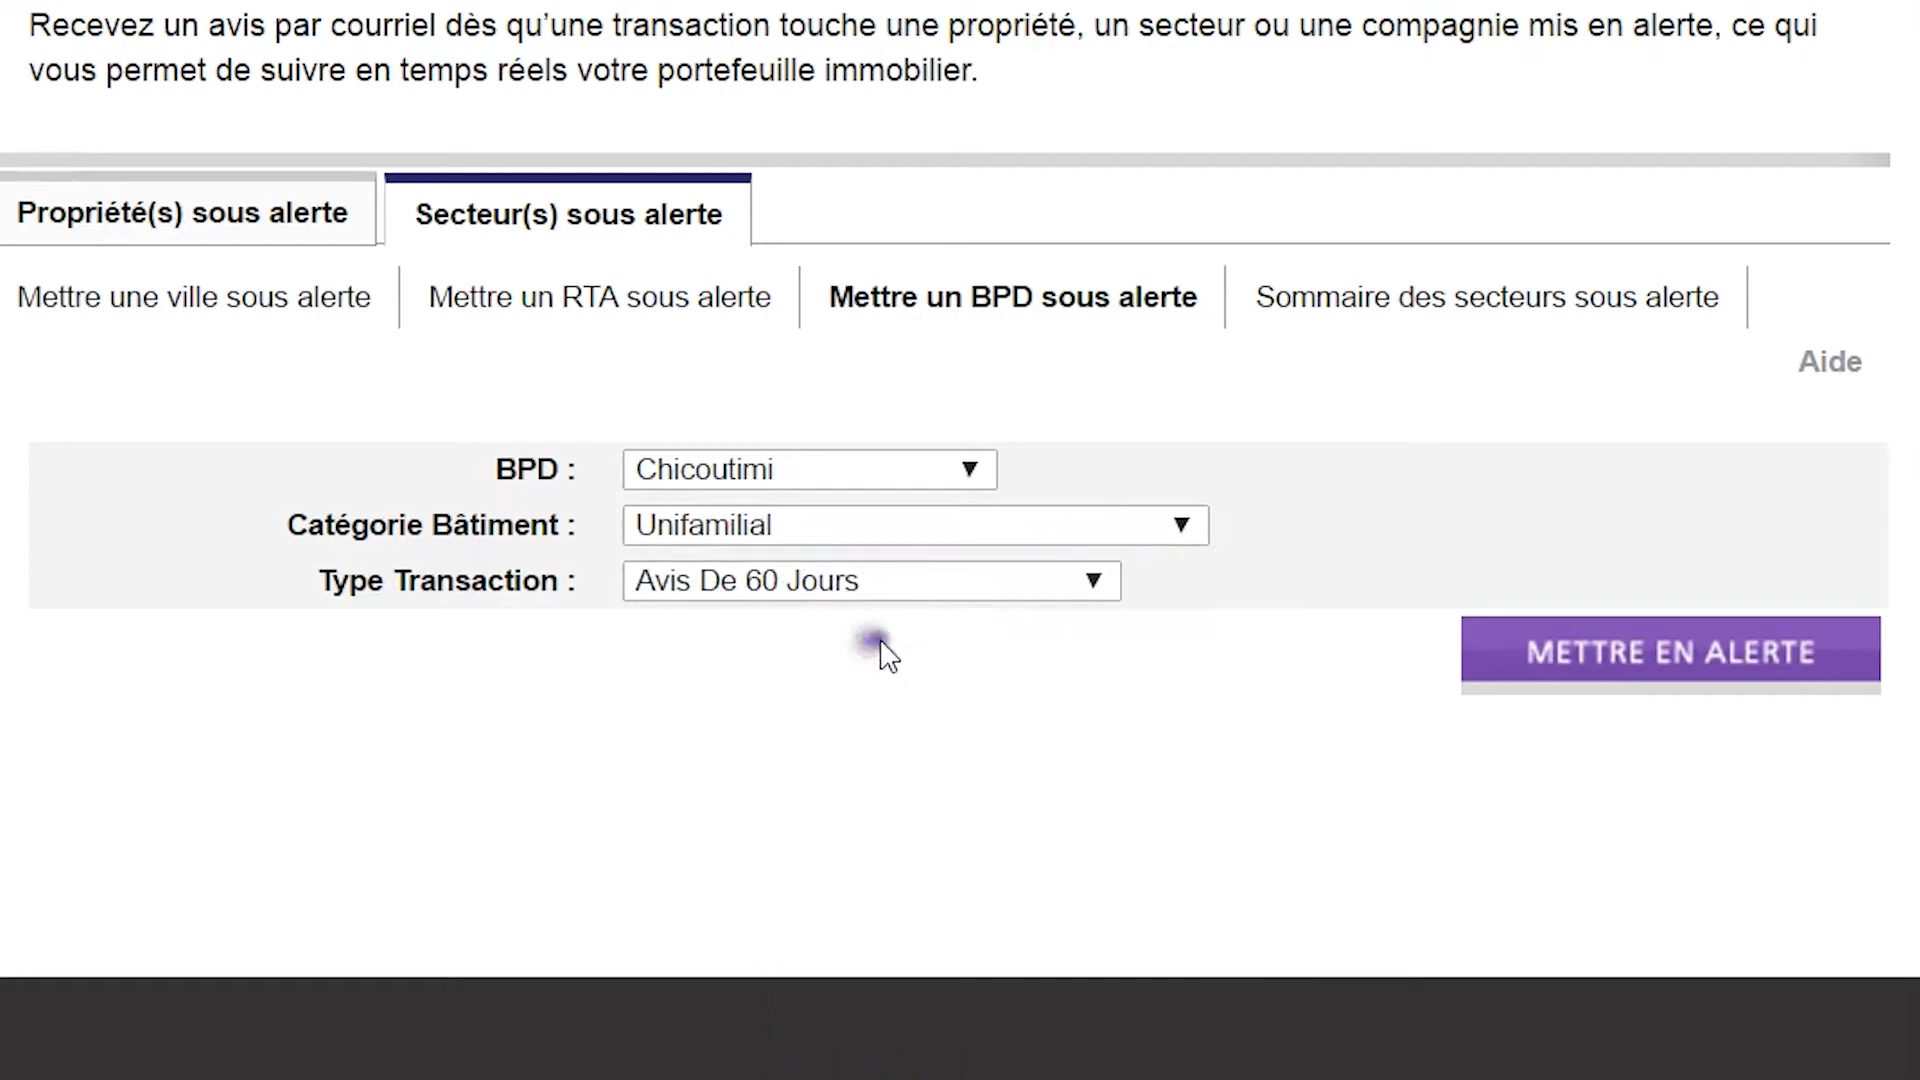 Recevez un avis par courriel dès qu’une transaction touche une propriété, un secteur ou une compagnie mis en alerte, ce qui
vous permet de suivre en temps réels votre portefeuille immobilier.
Propriété(s) sous alerte
Secteur(s) sous alerte
Mettre une ville sous alerte
Mettre un RTA sous alerte
Mettre un BPD sous alerte
Sommaire des secteurs sous alerte
Aide
BPD : Chicoutimi
Catégorie Bâtiment : Unifamilial
Type Transaction : Avis De 60 Jours
METTRE EN ALERTE